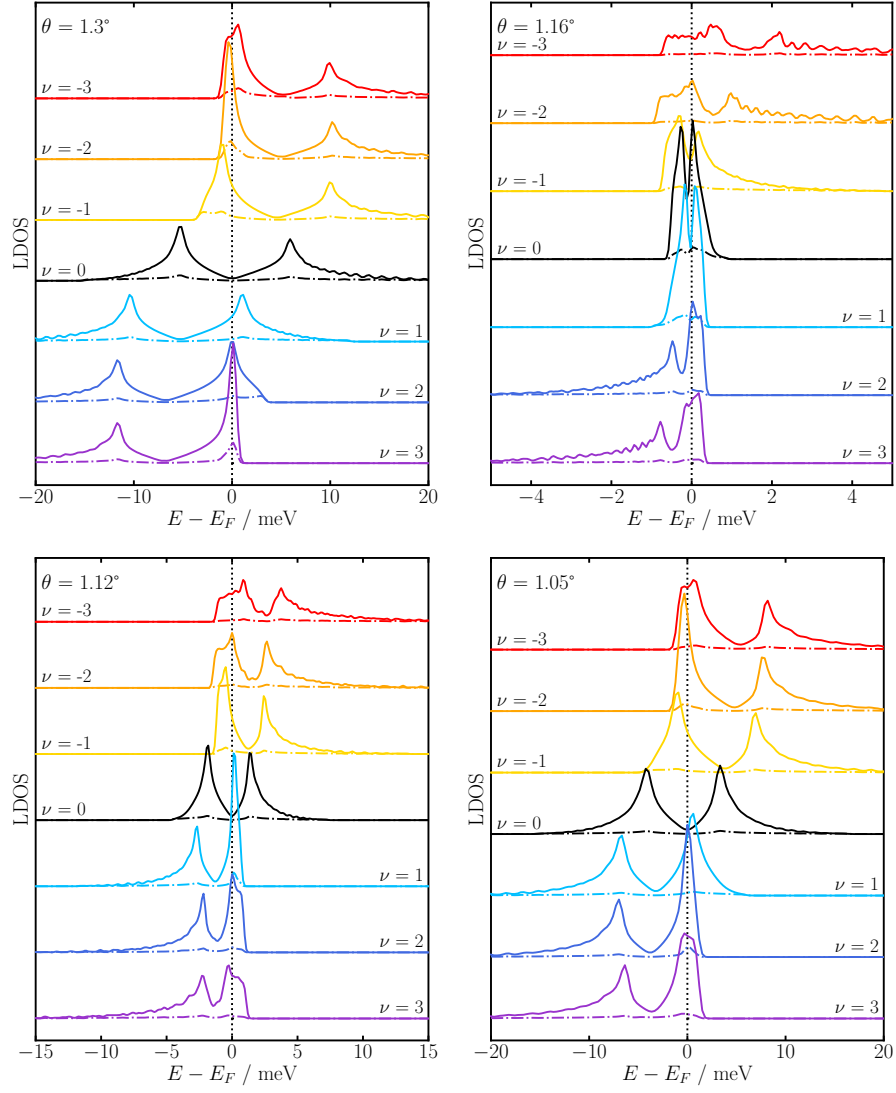 θ = 1.3°
ν = -3
ν = -2
ν = -1
ν = 0
ν = 1
ν = 2
ν = 3
LDOS
−20 −10 0 10 20
E − E_F / meV
θ = 1.16°
ν = -3
ν = -2
ν = -1
ν = 0
ν = 1
ν = 2
ν = 3
LDOS
−4 −2 0 2 4
E − E_F / meV
θ = 1.12°
ν = -3
ν = -2
ν = -1
ν = 0
ν = 1
ν = 2
ν = 3
LDOS
−15 −10 −5 0 5 10 15
E − E_F / meV
θ = 1.05°
ν = -3
ν = -2
ν = -1
ν = 0
ν = 1
ν = 2
ν = 3
LDOS
−20 −10 0 10 20
E − E_F / meV